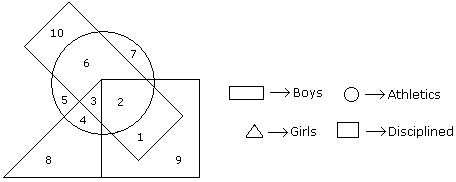 10
7
6
5
3
2
4
1
8
9
→Boys
→Athletics
→Girls
→Disciplined